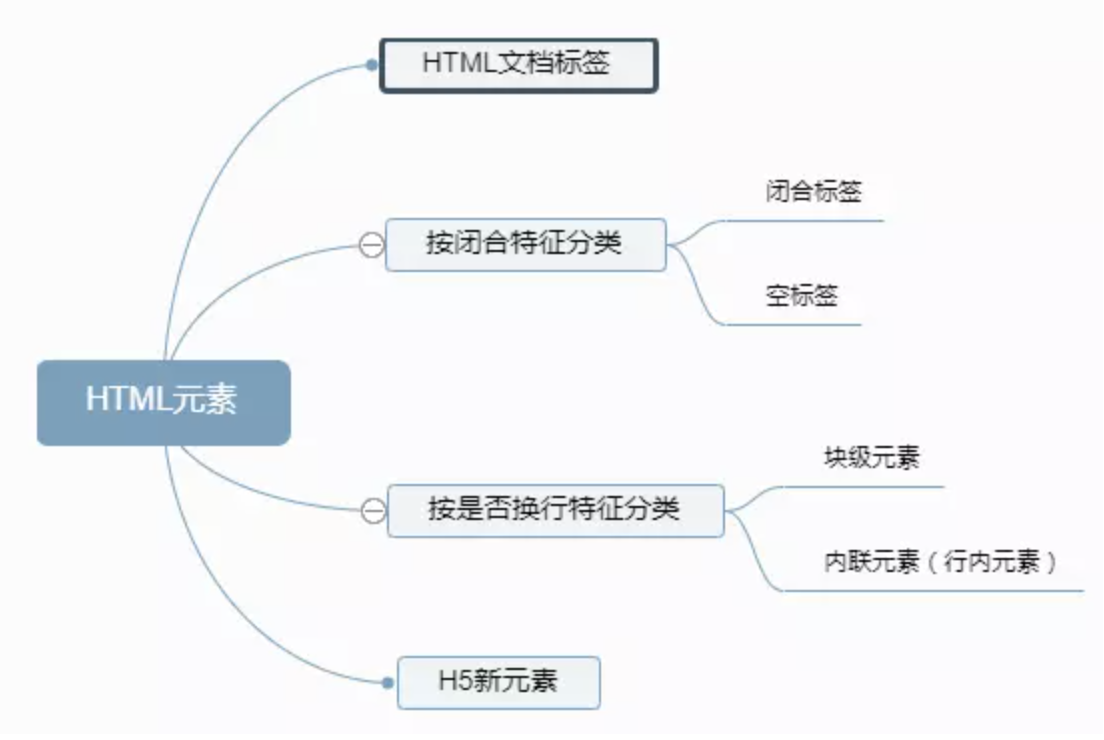 HTML文档标签
按闭合特征分类
闭合标签
空标签
HTML元素
按是否换行特征分类
块级元素
内联元素（行内元素）
H5新元素